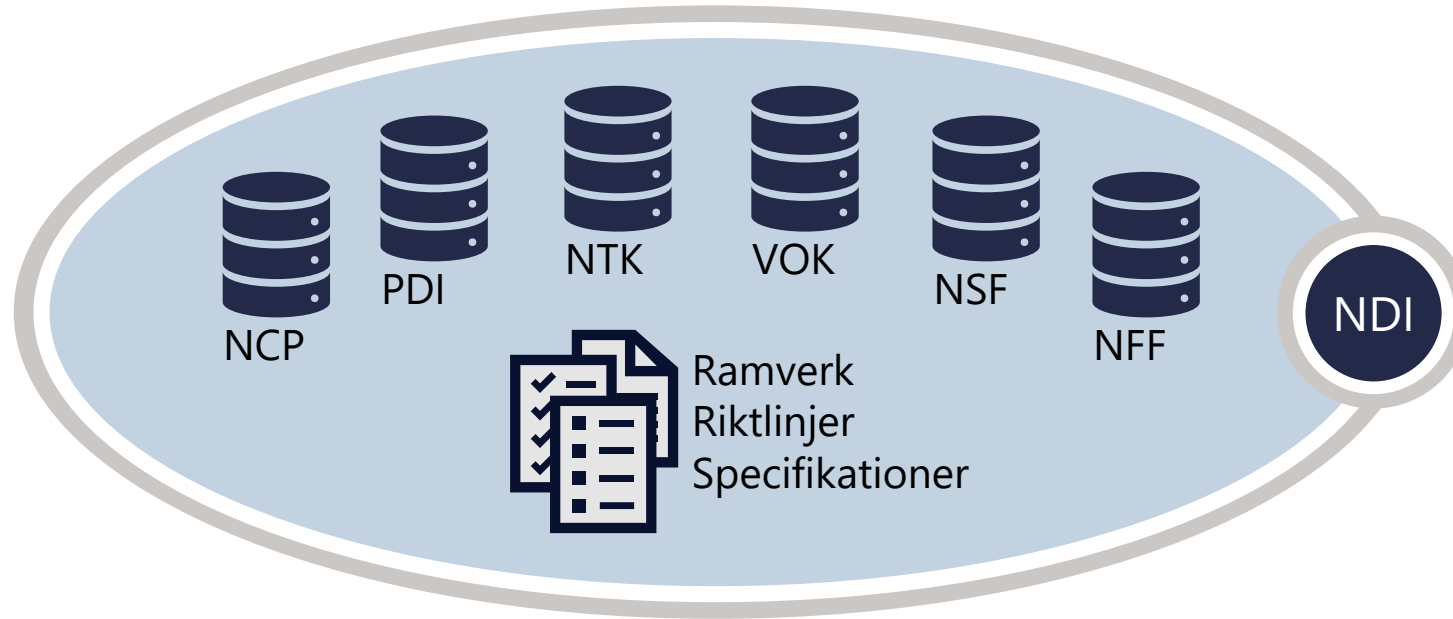 NCP
PDI
NTK
VOK
NSF
NFF
NDI
Ramverk
Riktlinjer
Specifikationer